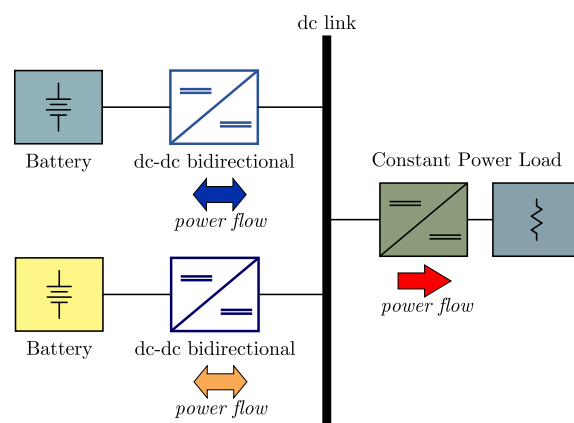 dc link
Battery
dc-dc bidirectional
power flow
Constant Power Load
power flow
Battery
dc-dc bidirectional
power flow